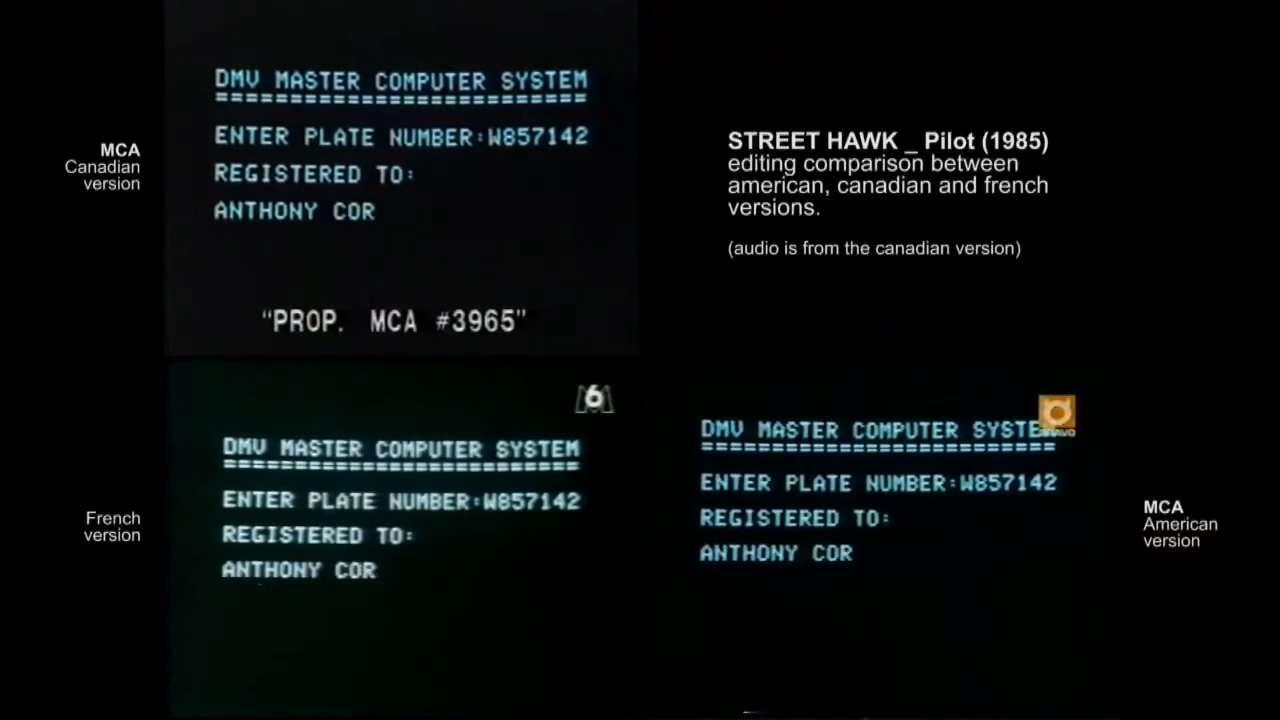 MCA
Canadian
version
DMV MASTER COMPUTER SYSTEM
==========================
ENTER PLATE NUMBER:W857142
REGISTERED TO:
ANTHONY COR
"PROP. MCA #3965"
STREET HAWK _ Pilot (1985)
editing comparison between
american, canadian and french
versions.
(audio is from the canadian version)
French
version
6
DMV MASTER COMPUTER SYSTEM
=========================
ENTER PLATE NUMBER:W857142
REGISTERED TO:
ANTHONY COR
DMV MASTER COMPUTER SYSTE
=========================
ENTER PLATE NUMBER:W857142
REGISTERED TO:
ANTHONY COR
MCA
American
version